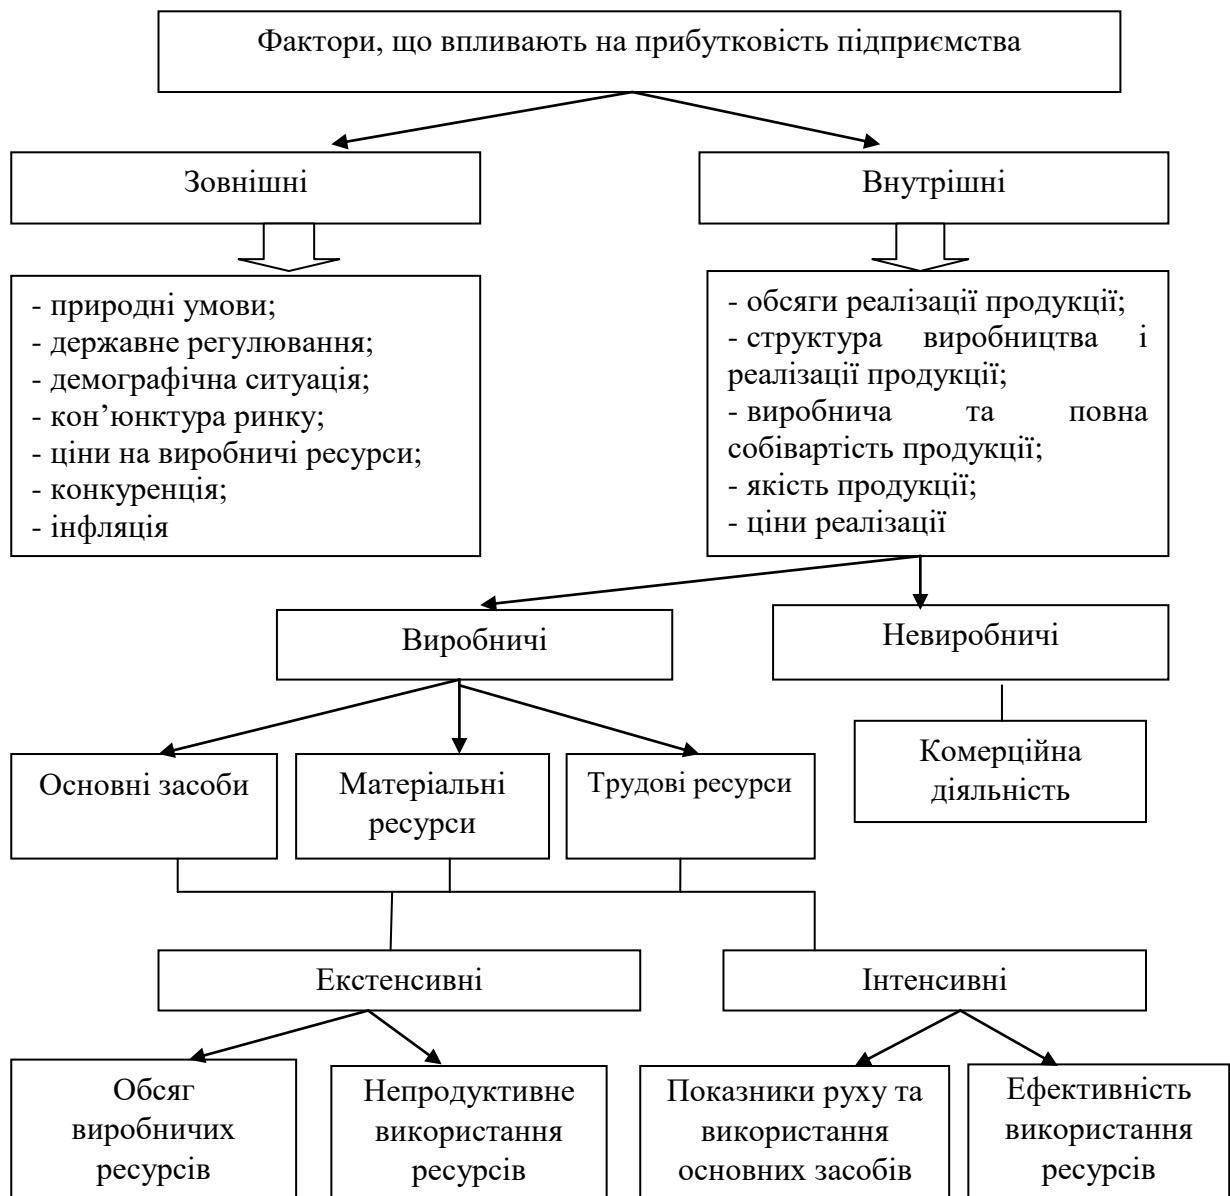 Фактори, що впливають на прибутковість підприємства
Зовнішні
Внутрішні
- природні умови;
- державне регулювання;
- демографічна ситуація;
- кон’юнктура ринку;
- ціни на виробничі ресурси;
- конкуренція;
- інфляція
- обсяги реалізації продукції;
- структура виробництва і
реалізації продукції;
- виробнича та повна
собівартість продукції;
- якість продукції;
- ціни реалізації
Виробничі
Невиробничі
Основні засоби
Матеріальні
ресурси
Трудові ресурси
Комерційна
діяльність
Екстенсивні
Інтенсивні
Обсяг
виробничих
ресурсів
Непродуктивне
використання
ресурсів
Показники руху та
використання
основних засобів
Ефективність
використання
ресурсів